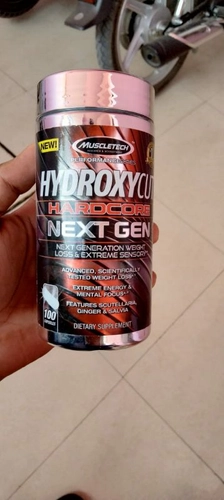 NEW!
MUSCLETECH
PERFORMANCE
HYDROXYCUT
HARDCORE
NEXT GEN
NEXT GENERATION WEIGHT
LOSS & EXTREME SENSORY
ADVANCED, SCIENTIFICALLY
TESTED WEIGHT LOSS
EXTREME ENERGY &
MENTAL FOCUS
FEATURES SCUTELLARIA,
GINGER & SALVIA
100
DIETARY SUPPLEMENT